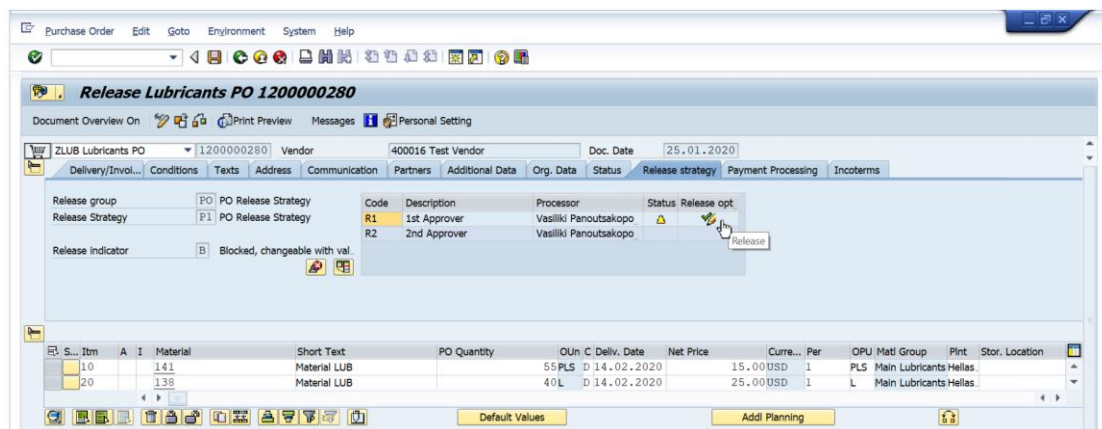 Purchase Order Edit Goto Environment System Help
Release Lubricants PO 1200000280
Document Overview On Print Preview Messages Personal Setting
ZLUB Lubricants PO 1200000280 Vendor 400016 Test Vendor Doc. Date 25.01.2020
Delivery/Invoi... Conditions Texts Address Communication Partners Additional Data Org. Data Status Release strategy Payment Processing Incoterms
Release group PO PO Release Strategy Code Description Processor Status Release opt
Release Strategy P1 PO Release Strategy R1 1st Approver Vasiliki Panoutsakopo
R2 2nd Approver Vasiliki Panoutsakopo
Release
Release indicator B Blocked, changeable with val
S... Itm A I Material Short Text PO Quantity OUn C Deliv. Date Net Price Curre... Per OPU Matl Group Plnt Stor. Location
10 141 Material LUB 55 PLS D 14.02.2020 15.00 USD 1 PLS Main Lubricants Hellas
20 138 Material LUB 40 L D 14.02.2020 25.00 USD 1 L Main Lubricants Hellas
Default Values Addl Planning